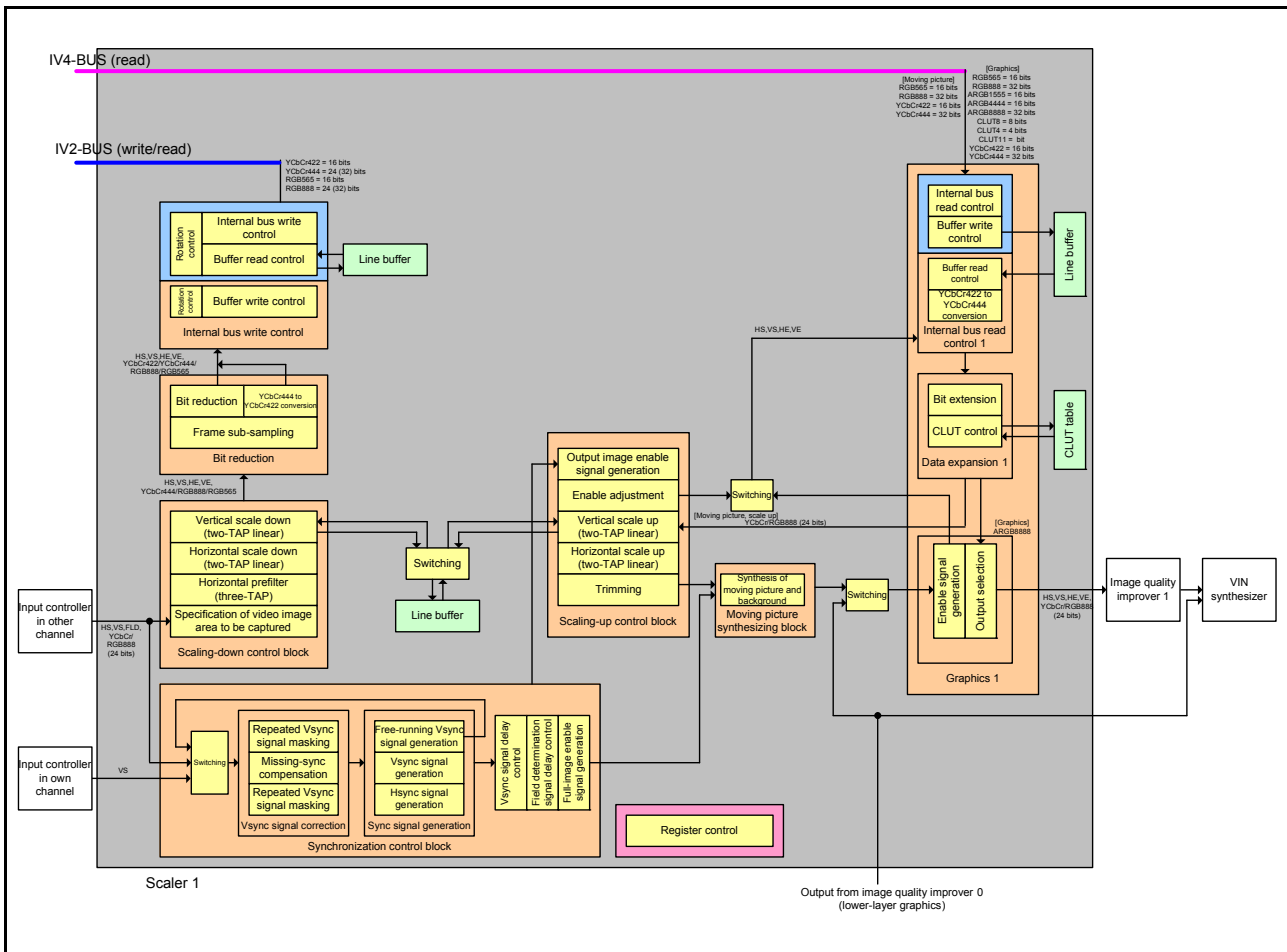 IV4-BUS (read)
[Moving picture]
RGB565 = 16 bits
RGB888 = 32 bits
YCbCr422 = 16 bits
YCbCr444 = 32 bits
[Graphics]
RGB565 = 16 bits
RGB888 = 32 bits
ARGB1555 = 16 bits
ARGB4444 = 16 bits
ARGB8888 = 32 bits
CLUT8 = 8 bits
CLUT4 = 4 bits
CLUT11 = bit
YCbCr422 = 16 bits
YCbCr444 = 32 bits
IV2-BUS (write/read)
YCbCr422 = 16 bits
YCbCr444 = 24 (32) bits
RGB565 = 16 bits
RGB888 = 24 (32) bits
Rotation
control
Internal bus write
control
Buffer read control
Line buffer
Rotation
control
Buffer write control
Internal bus write control
HS,VS,HE,VE,
YCbCr422/YCbCr444/
RGB888/RGB565
Bit reduction
YCbCr444 to
YCbCr422 conversion
Frame sub-sampling
Bit reduction
HS,VS,HE,VE,
YCbCr444/RGB888/RGB565
Vertical scale down
(two-TAP linear)
Horizontal scale down
(two-TAP linear)
Horizontal prefilter
(three-TAP)
Specification of video image
area to be captured
Scaling-down control block
Input controller
in other
channel
HS,VS,FLD,
YCbCr/
RGB888
(24 bits)
Switching
Line buffer
Output image enable
signal generation
Enable adjustment
Vertical scale up
(two-TAP linear)
Horizontal scale up
(two-TAP linear)
Trimming
Scaling-up control block
HS,VS,HE,VE
Switching
[Moving picture, scale up]
YCbCr/RGB888 (24 bits)
Synthesis of
moving picture and
background
Moving picture
synthesizing block
Switching
Internal bus
read control
Buffer write
control
Line buffer
Buffer read
control
YCbCr422 to
YCbCr444
conversion
Internal bus read
control 1
Bit extension
CLUT control
Data expansion 1
CLUT table
[Graphics]
ARGB8888
Enable signal
generation
Output selection
Graphics 1
HS,VS,HE,VE,
YCbCr/RGB888
(24 bits)
Image quality
improver 1
VIN
synthesizer
Input controller
in own
channel
VS
Switching
Repeated Vsync
signal masking
Missing-sync
compensation
Repeated Vsync
signal masking
Vsync signal correction
Free-running Vsync
signal generation
Vsync signal
generation
Hsync signal
generation
Sync signal generation
Vsync signal delay
control
Field determination
signal delay control
Full-image enable
signal generation
Synchronization control block
Register control
Scaler 1
Output from image quality improver 0
(lower-layer graphics)